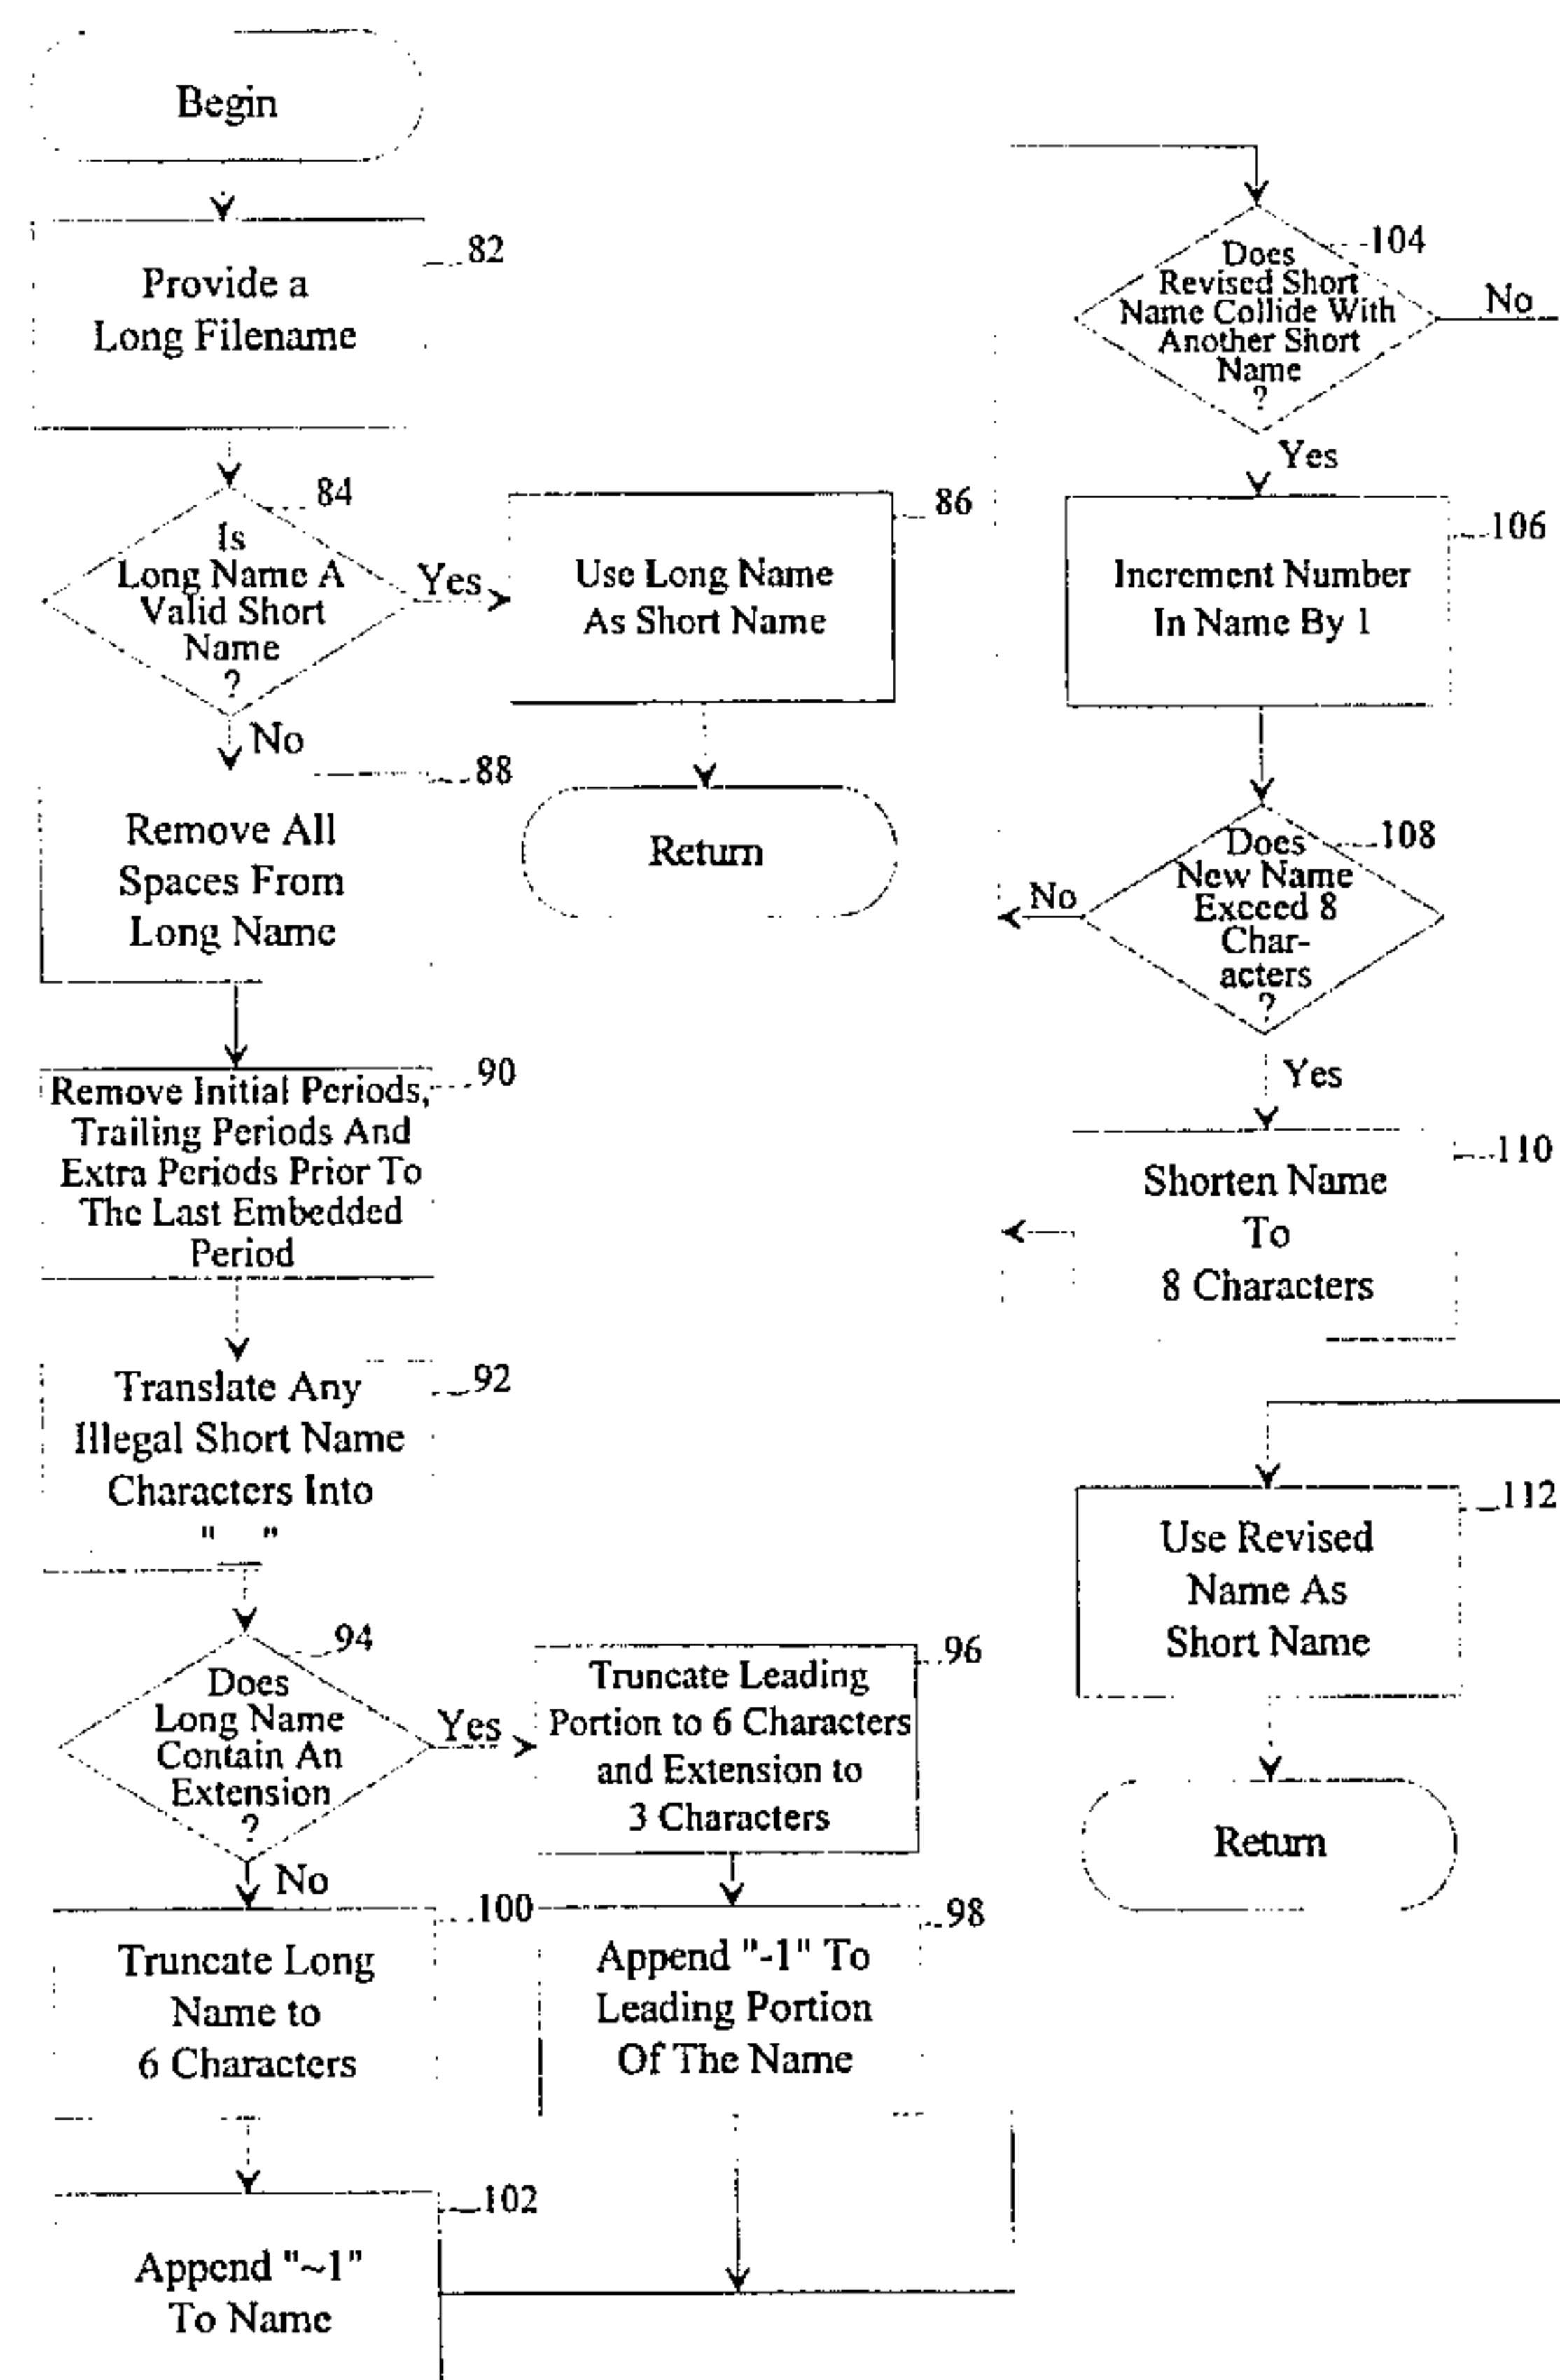 Begin
82
Provide a
Long Filename
84
Is
Long Name A
Valid Short
Name
?
Yes
No
86
Use Long Name
As Short Name
Return
88
Remove All
Spaces From
Long Name
90
Remove Initial Periods,
Trailing Periods And
Extra Periods Prior To
The Last Embedded
Period
92
Translate Any
Illegal Short Name
Characters Into
"_"
94
Does
Long Name
Contain An
Extension
?
Yes
No
96
Truncate Leading
Portion to 6 Characters
and Extension to
3 Characters
98
Append "-1" To
Leading Portion
Of The Name
100
Truncate Long
Name to
6 Characters
102
Append "~1"
To Name
104
Does
Revised Short
Name Collide With
Another Short
Name
?
No
Yes
106
Increment Number
In Name By 1
108
Does
New Name
Exceed 8
Char-
acters
?
No
Yes
110
Shorten Name
To
8 Characters
112
Use Revised
Name As
Short Name
Return